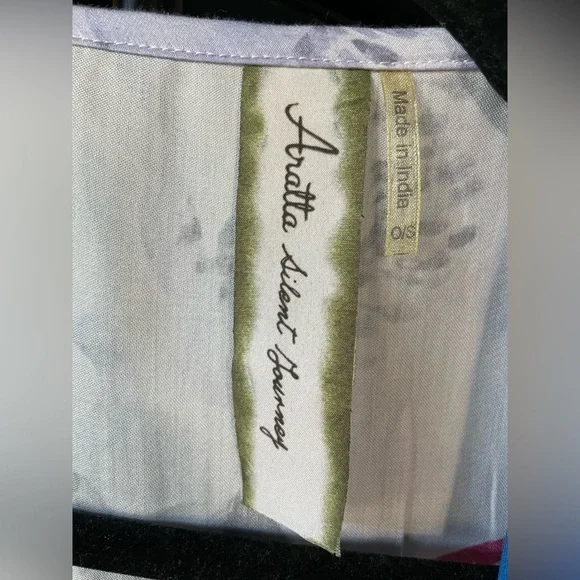 Aratta Silent Journey
Made in India
O/S